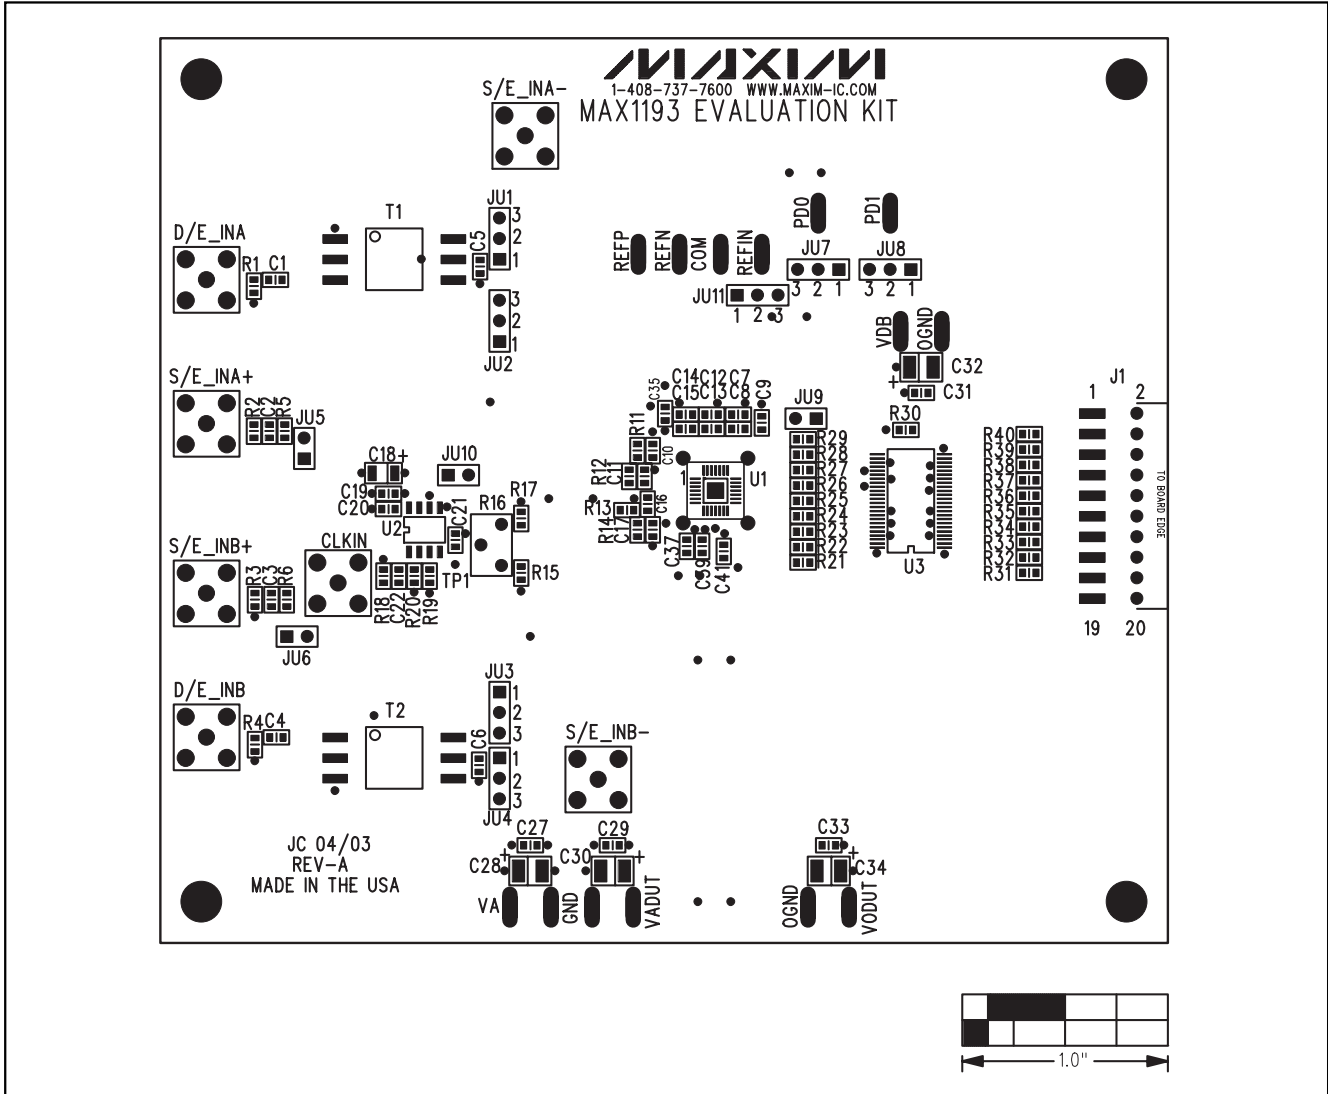 MAXIM
1-408-737-7600 WWW.MAXIM-IC.COM
MAX1193 EVALUATION KIT
S/E_INA-
D/E_INA
R1
C1
T1
C5
JU1
3
2
1
3
2
1
JU2
REFP
REFN
COM
REFIN
PD0
PD1
JU7
3 2 1
JU8
3 2 1
JU11
1 2 3
VDB
OGND
C32
+
C31
R30
J1
1
2
S/E_INA+
R2
C2
R5
JU5
C18+
C19
C20
JU10
U2
C21
R16
R17
R15
TP1
C35
C14
C12
C7
C15
C13
C8
C9
R11
C10
R12
C11
R13
C16
R14
C17
1
U1
C37
C39
C41
JU9
R29
R28
R27
R26
R25
R24
R23
R22
R21
U3
R40
R39
R38
R37
R36
R35
R34
R33
R32
R31
TO BOARD EDGE
19
20
S/E_INB+
R3
C3
R6
CLKIN
R18
C22
R20
R19
JU6
D/E_INB
R4
C4
T2
C6
JU3
1
2
3
1
2
3
JU4
S/E_INB-
JC 04/03
REV-A
MADE IN THE USA
C27
+
C28
C29
C30
+
C33
+
C34
VA
GND
VADUT
OGND
VODUT
1.0"